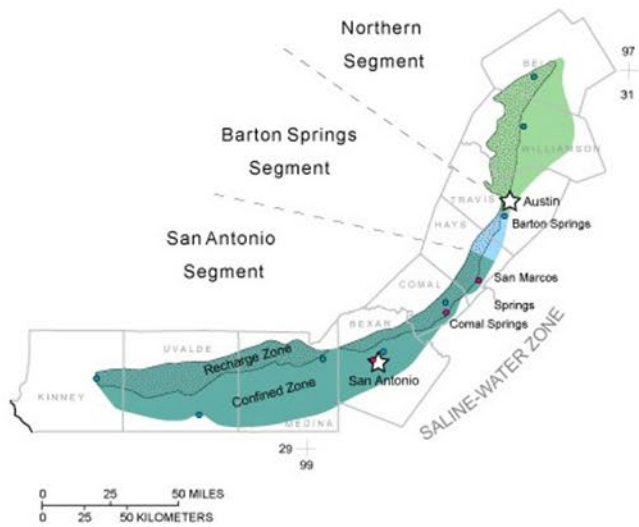 Northern
Segment
97
31
BELL
WILLIAMSON
Barton Springs
Segment
TRAVIS
Austin
HAYS
Barton Springs
San Antonio
Segment
COMAL
San Marcos
Springs
BEXAR
Comal Springs
UVALDE
Recharge Zone
SALINE-WATER ZONE
KINNEY
Confined Zone
San Antonio
MEDINA
29
99
0 25 50 MILES
0 25 50 KILOMETERS